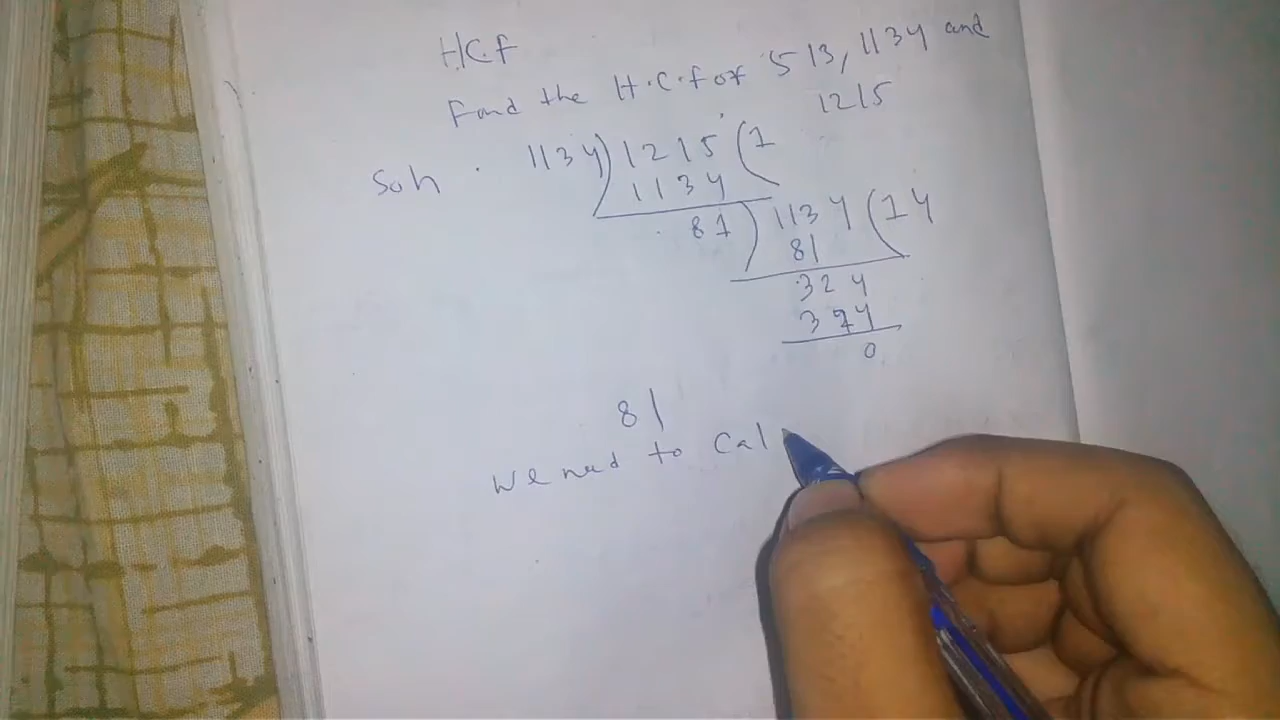 H.C.f
Fand the H.C.f of 513, 1134 and
1215
Soln . 1134) 1215 (1
1134
81) 1134 (14
81
324
324
0
81
We need to Cal